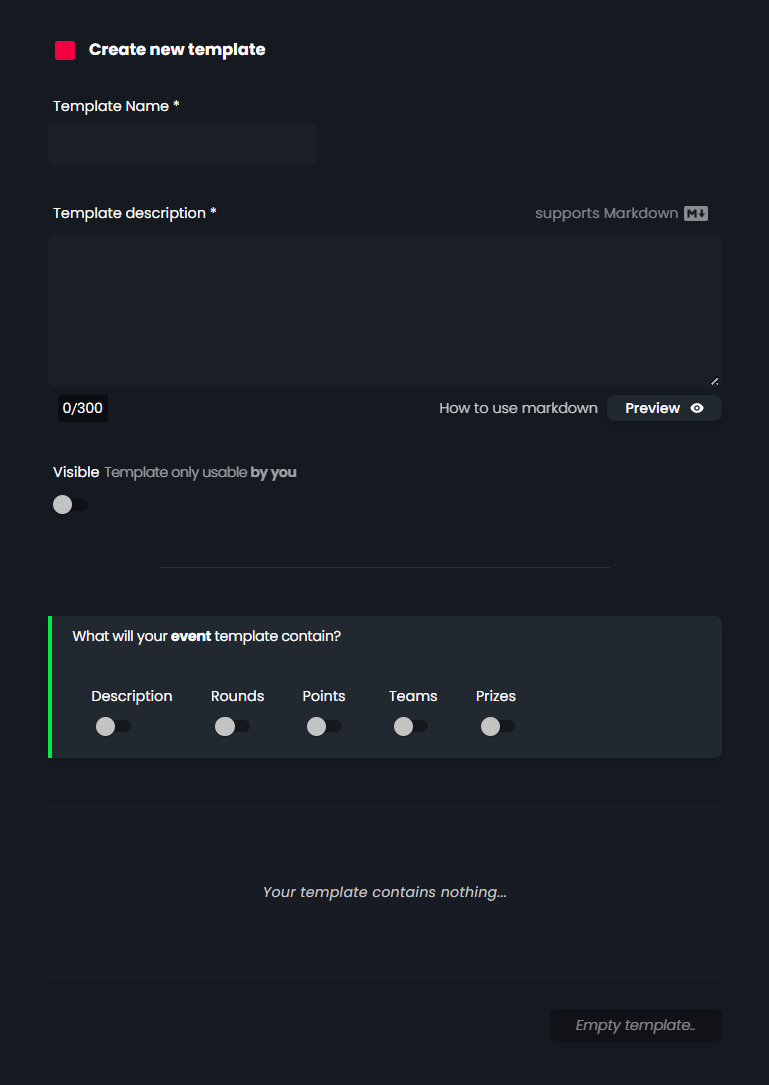 Create new template
Template Name *
Template description *
supports Markdown M
0/300
How to use markdown
Preview
Visible Template only usable by you
What will your event template contain?
Description Rounds Points Teams Prizes
Your template contains nothing...
Empty template..